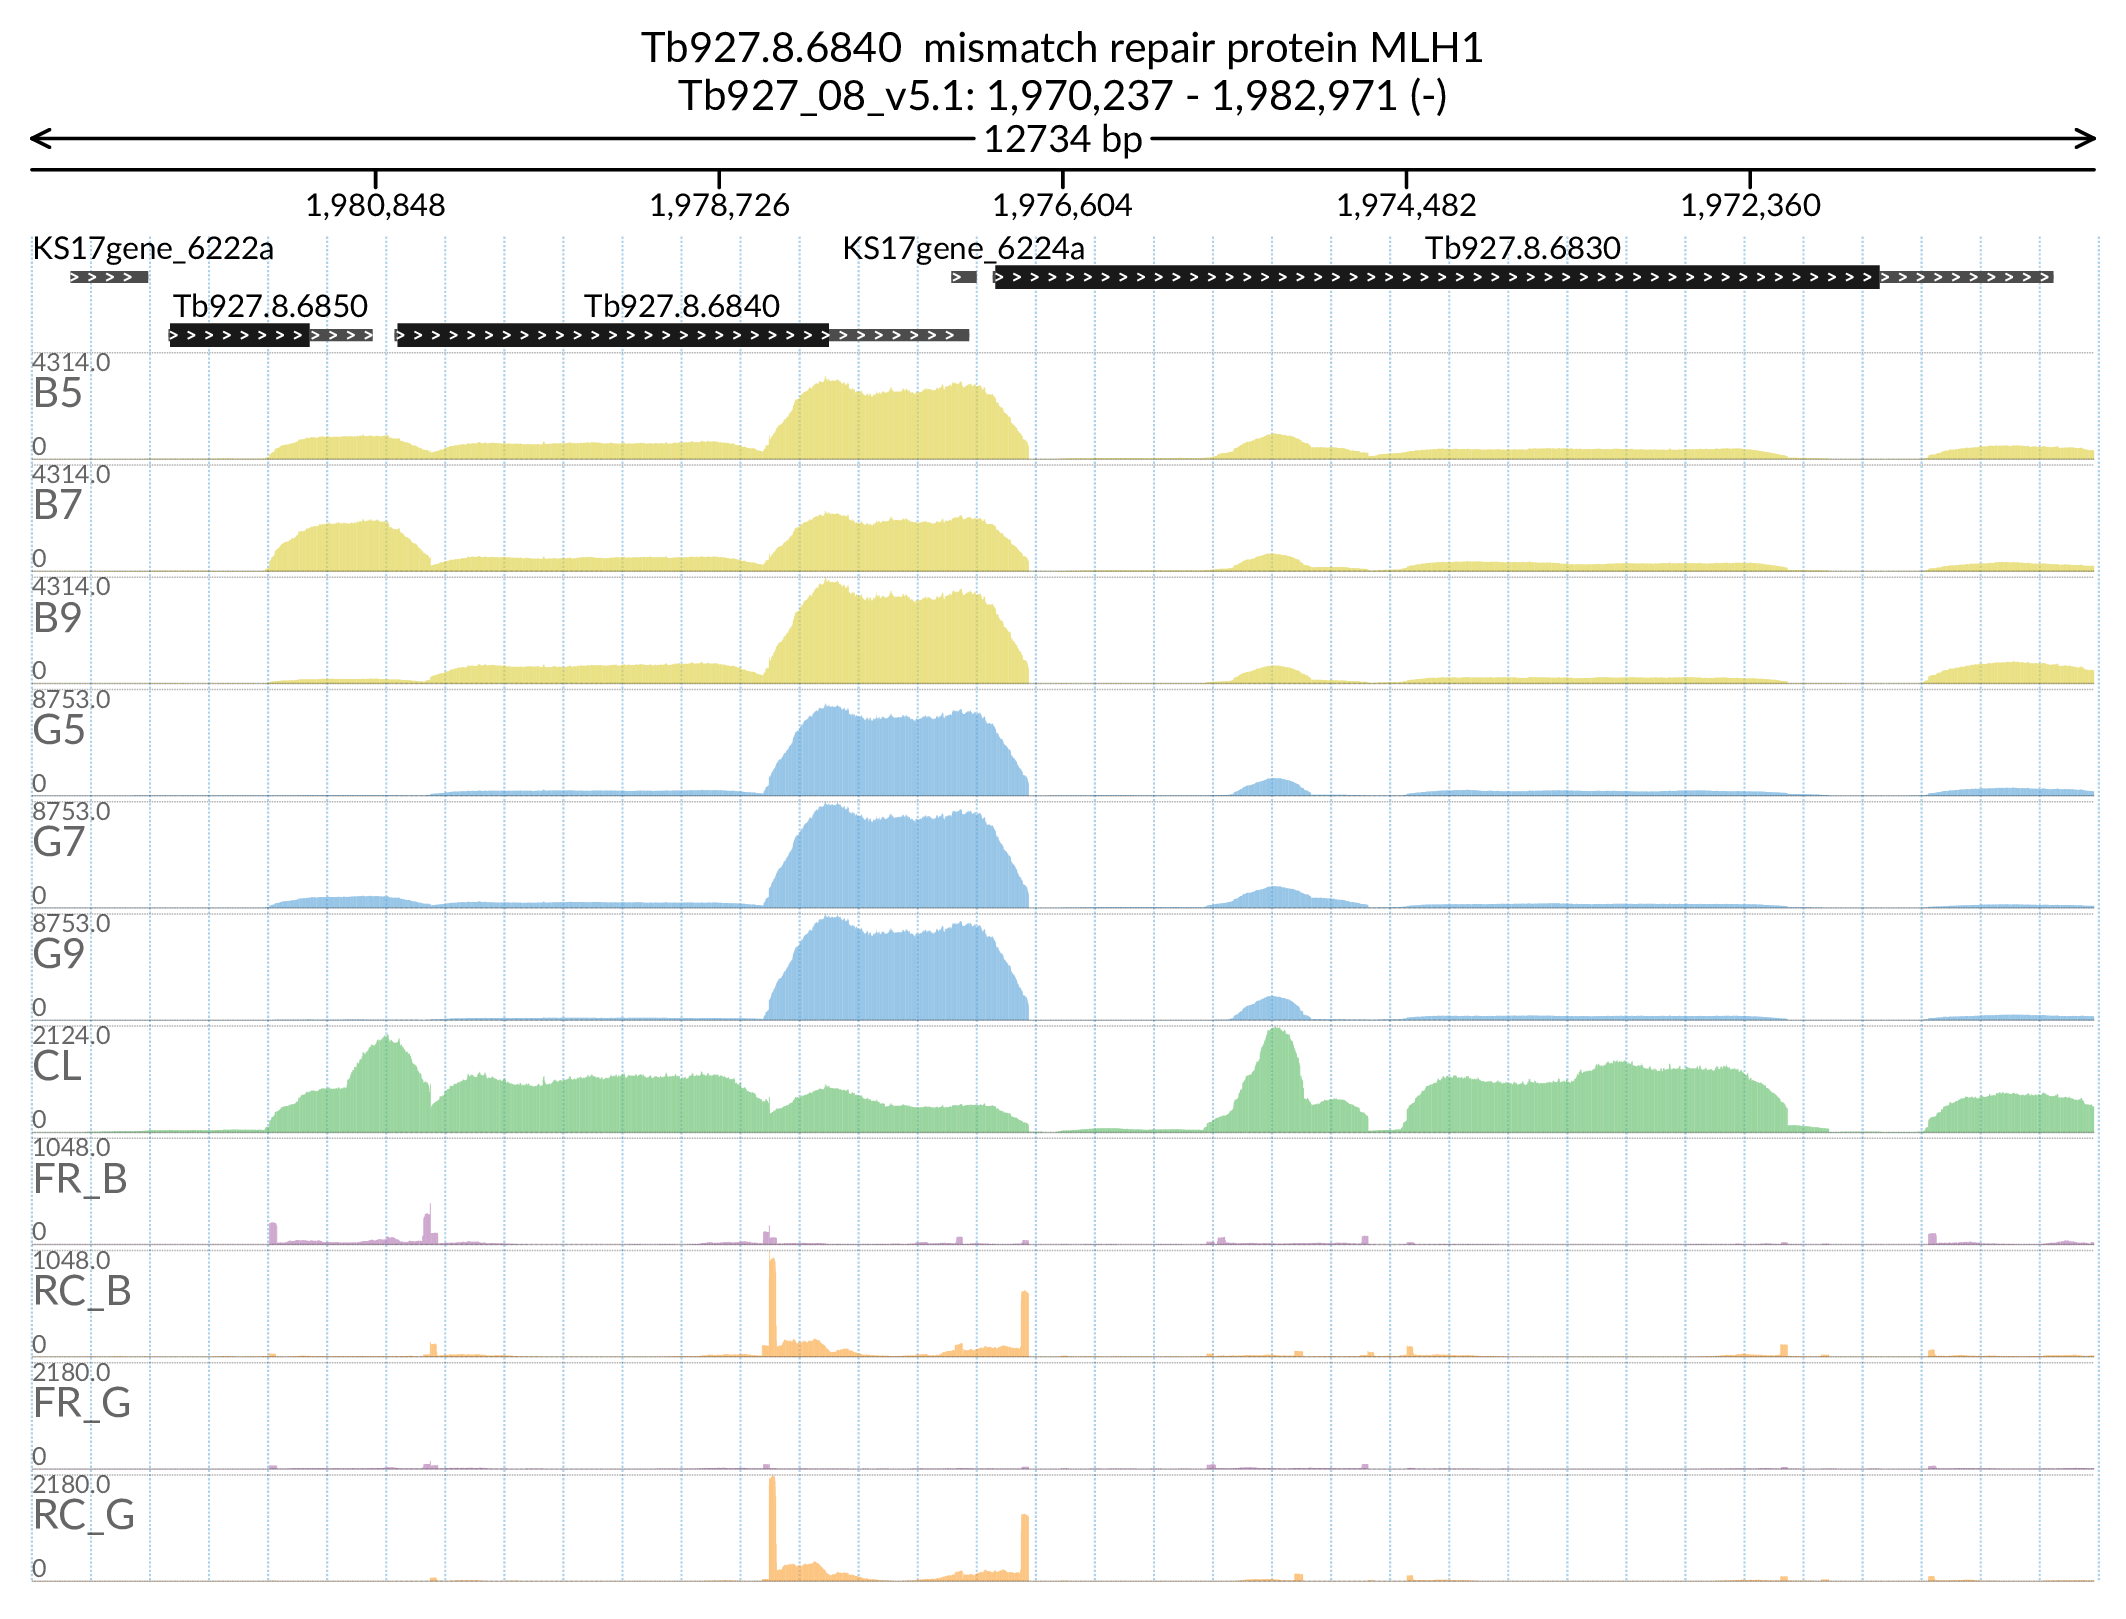 Tb927.8.6840  mismatch repair protein MLH1
Tb927_08_v5.1: 1,970,237 - 1,982,971 (-)
12734 bp
1,980,848 1,978,726 1,976,604 1,974,482 1,972,360
KS17gene_6222a KS17gene_6224a Tb927.8.6830
Tb927.8.6850 Tb927.8.6840
4314.0
B5
0
4314.0
B7
0
4314.0
B9
0
8753.0
G5
0
8753.0
G7
0
8753.0
G9
0
2124.0
CL
0
1048.0
FR_B
0
1048.0
RC_B
0
2180.0
FR_G
0
2180.0
RC_G
0